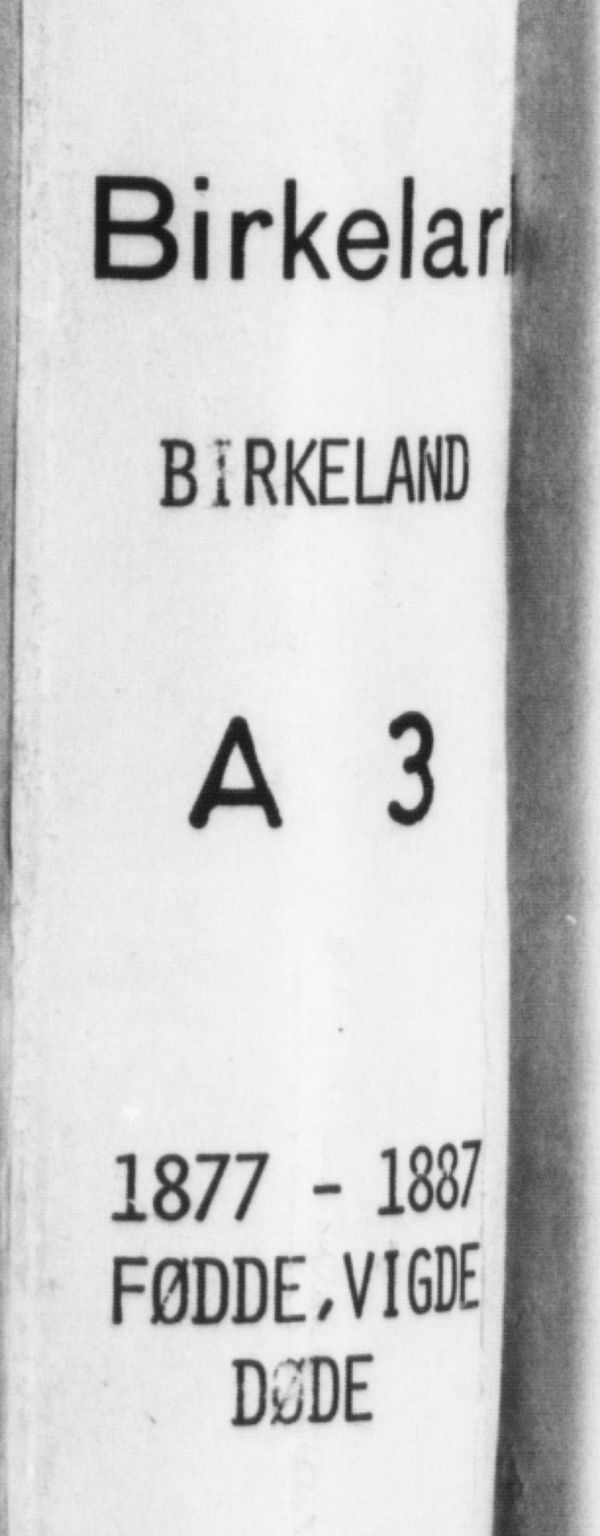 Birkelan
BIRKELAND
A 3
1877 - 1887
FØDDE, VIGDE
DØDE